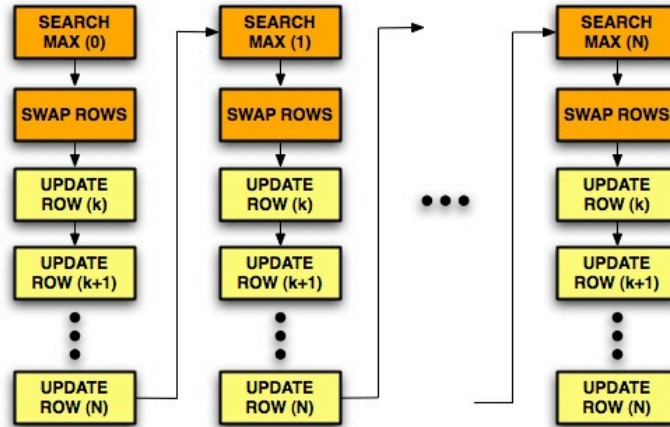 SEARCH
MAX (0)
SWAP ROWS
UPDATE
ROW (k)
UPDATE
ROW (k+1)
UPDATE
ROW (N)
SEARCH
MAX (1)
SWAP ROWS
UPDATE
ROW (k)
UPDATE
ROW (k+1)
UPDATE
ROW (N)
SEARCH
MAX (N)
SWAP ROWS
UPDATE
ROW (k)
UPDATE
ROW (k+1)
UPDATE
ROW (N)